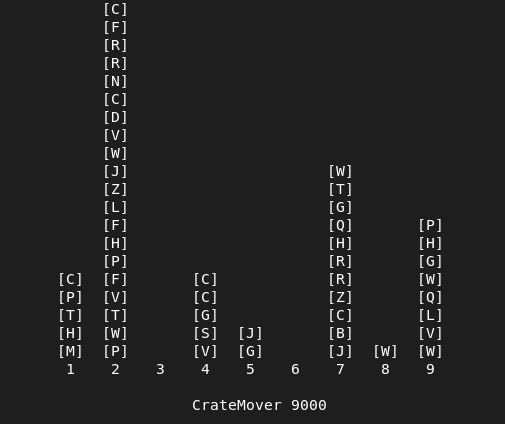 [C]
     [F]
     [R]
     [R]
     [N]
     [C]
     [D]
     [V]
     [W]
     [J]                      [W]
     [Z]                      [T]
     [L]                      [G]
     [F]                      [Q]       [P]
     [H]                      [H]       [H]
     [P]                      [R]       [G]
[C]  [F]       [C]            [R]       [W]
[P]  [V]       [C]            [Z]       [Q]
[T]  [T]       [G]            [C]       [L]
[H]  [W]       [S]  [J]       [B]       [V]
[M]  [P]       [V]  [G]       [J]  [W]  [W]
 1    2    3    4    5    6    7    8    9
CrateMover 9000